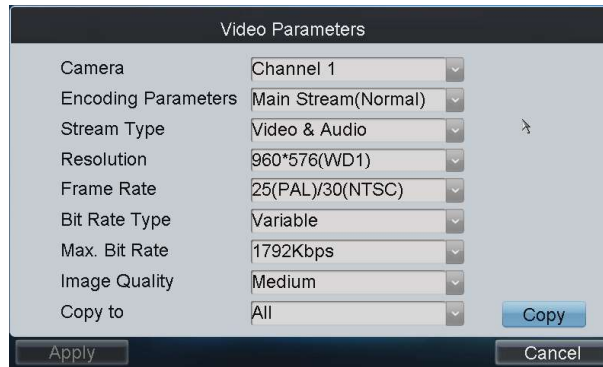 Video Parameters
Camera Channel 1
Encoding Parameters Main Stream(Normal)
Stream Type Video & Audio
Resolution 960*576(WD1)
Frame Rate 25(PAL)/30(NTSC)
Bit Rate Type Variable
Max. Bit Rate 1792Kbps
Image Quality Medium
Copy to All Copy
Apply Cancel